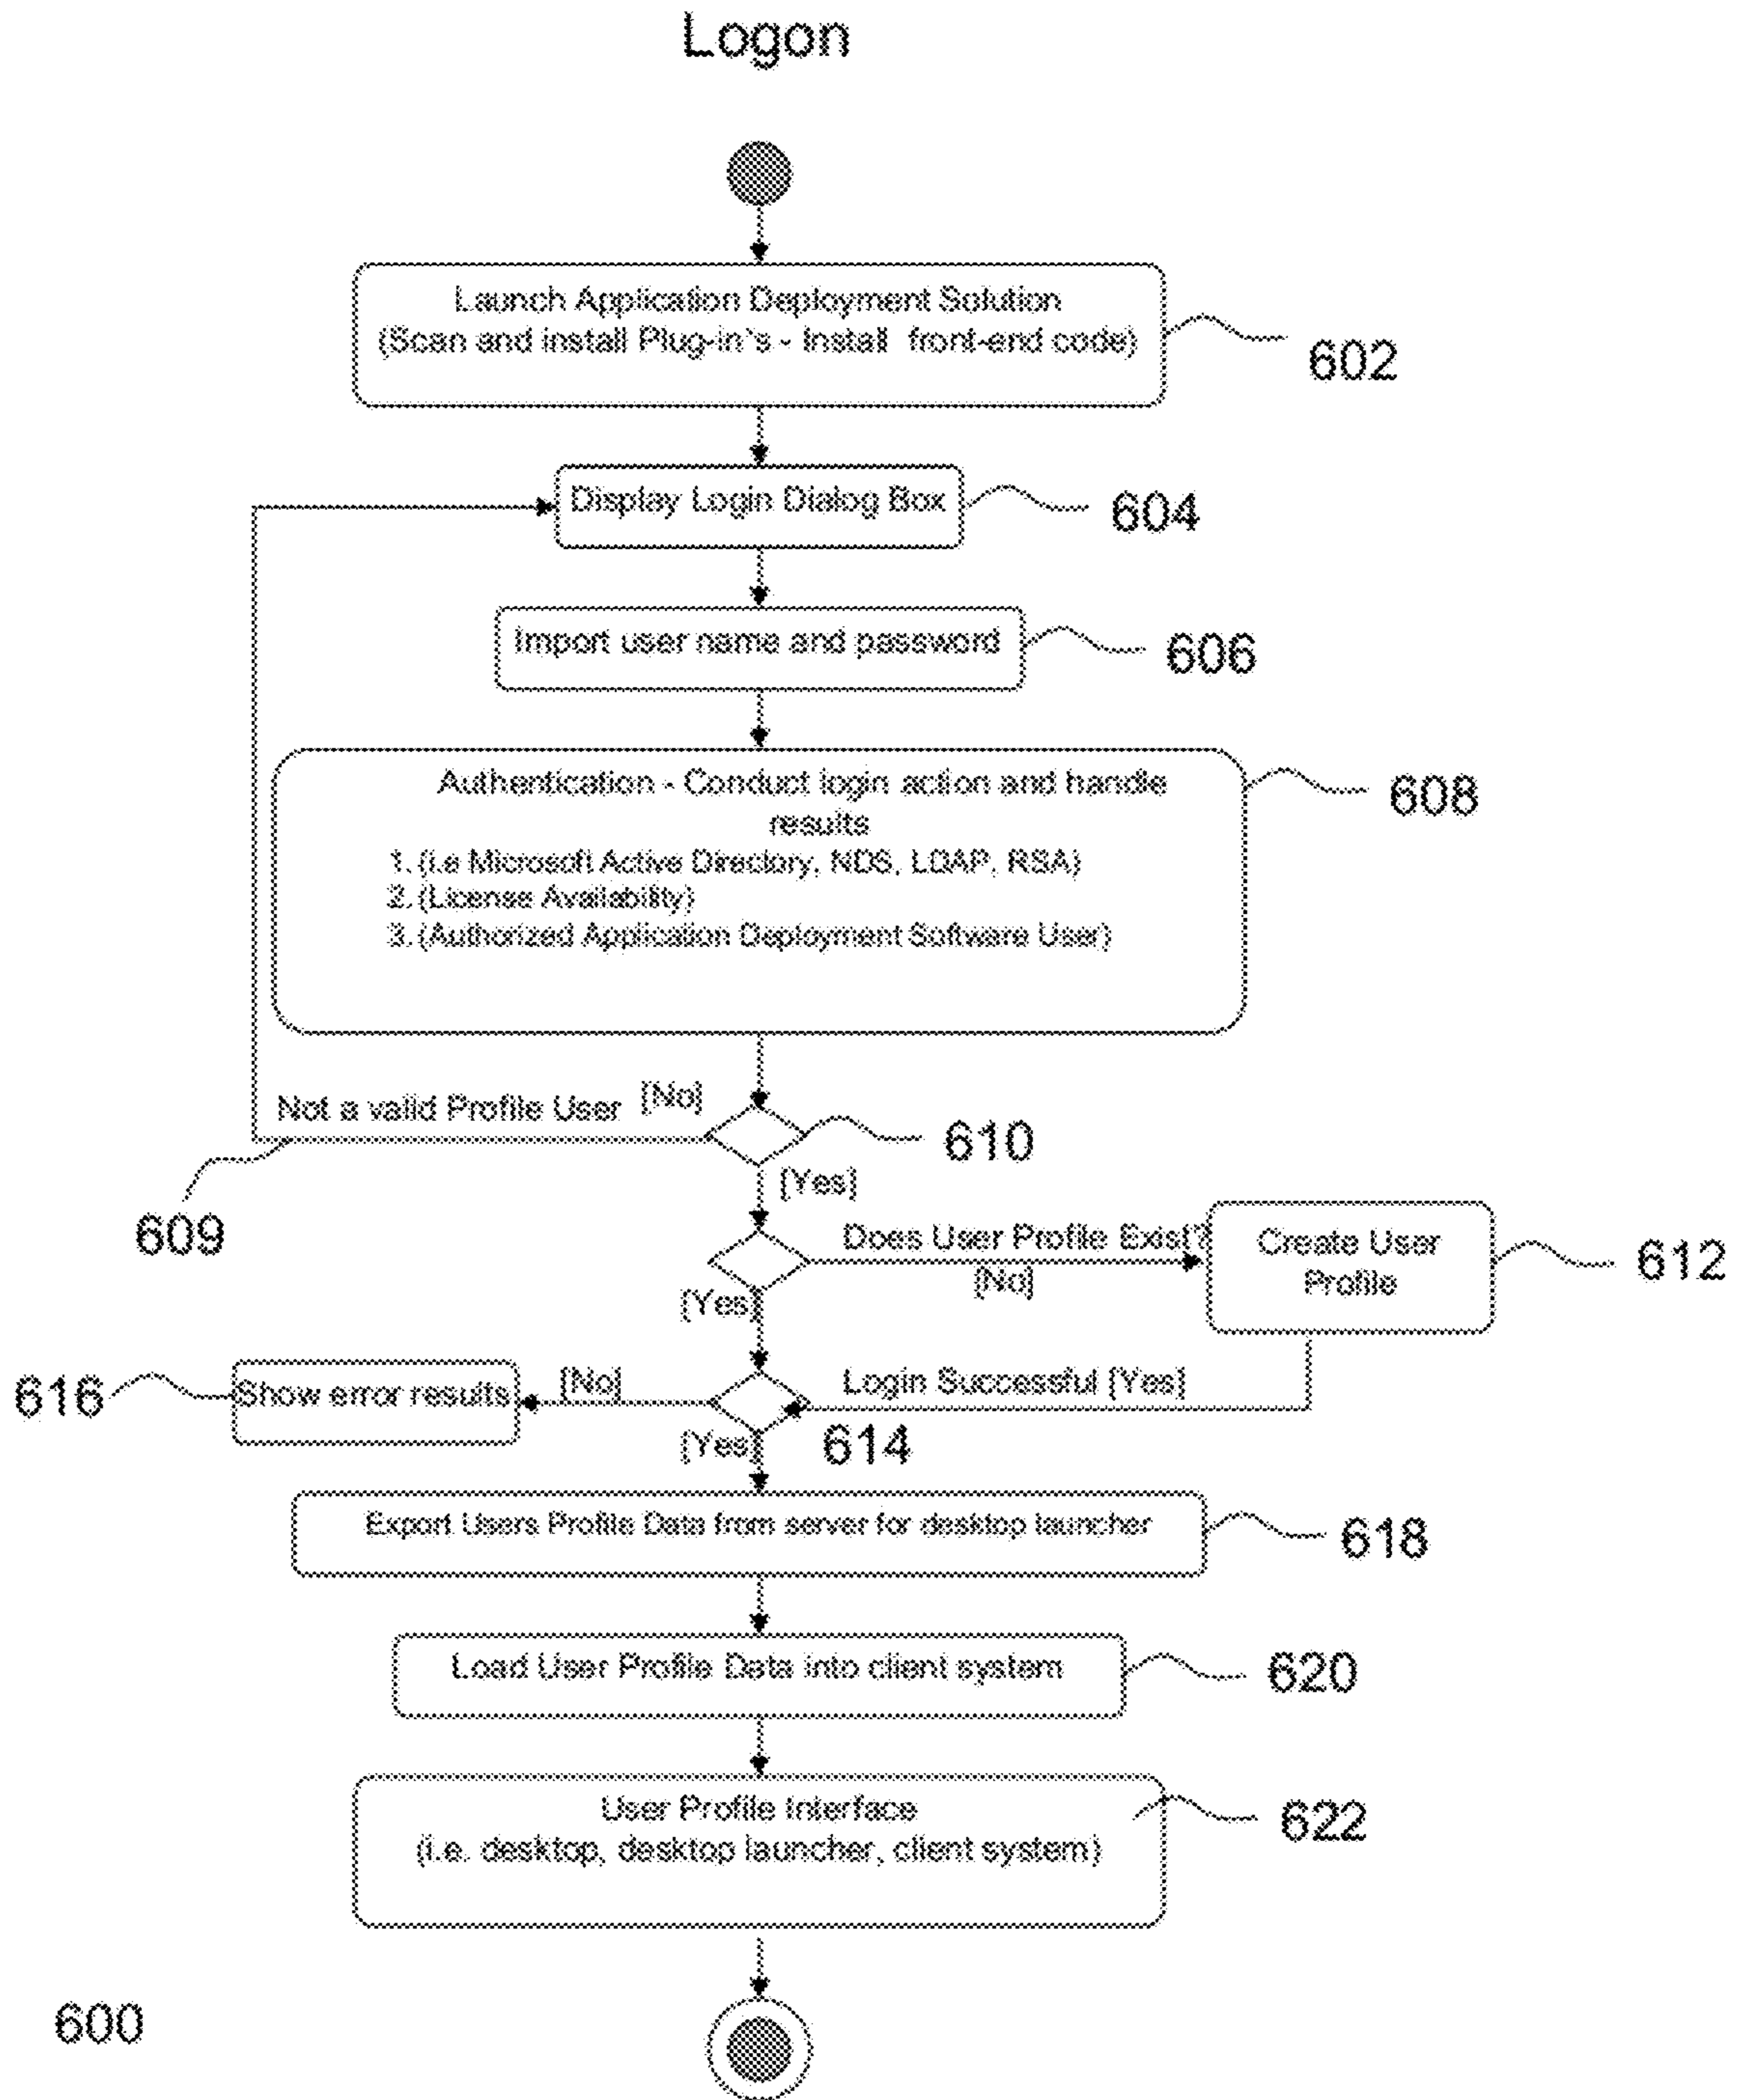 Logon
Launch Application Deployment Solution
(Scan and install Plug-in's - Install front-end code)
602
Display Login Dialog Box
604
Import user name and password
606
Authentication - Conduct login action and handle
results
1. (i.e Microsoft Active Directory, NDS, LDAP, RSA)
2. (License Availability)
3. (Authorized Application Deployment Software User)
608
Not a valid Profile User
[No]
610
609
[Yes]
Does User Profile Exist?
[No]
Create User
Profile
612
[Yes]
616
Show error results
[No]
Login Successful [Yes]
614
[Yes]
Export Users Profile Data from server for desktop launcher
618
Load User Profile Data into client system
620
User Profile Interface
(i.e. desktop, desktop launcher, client system)
622
600